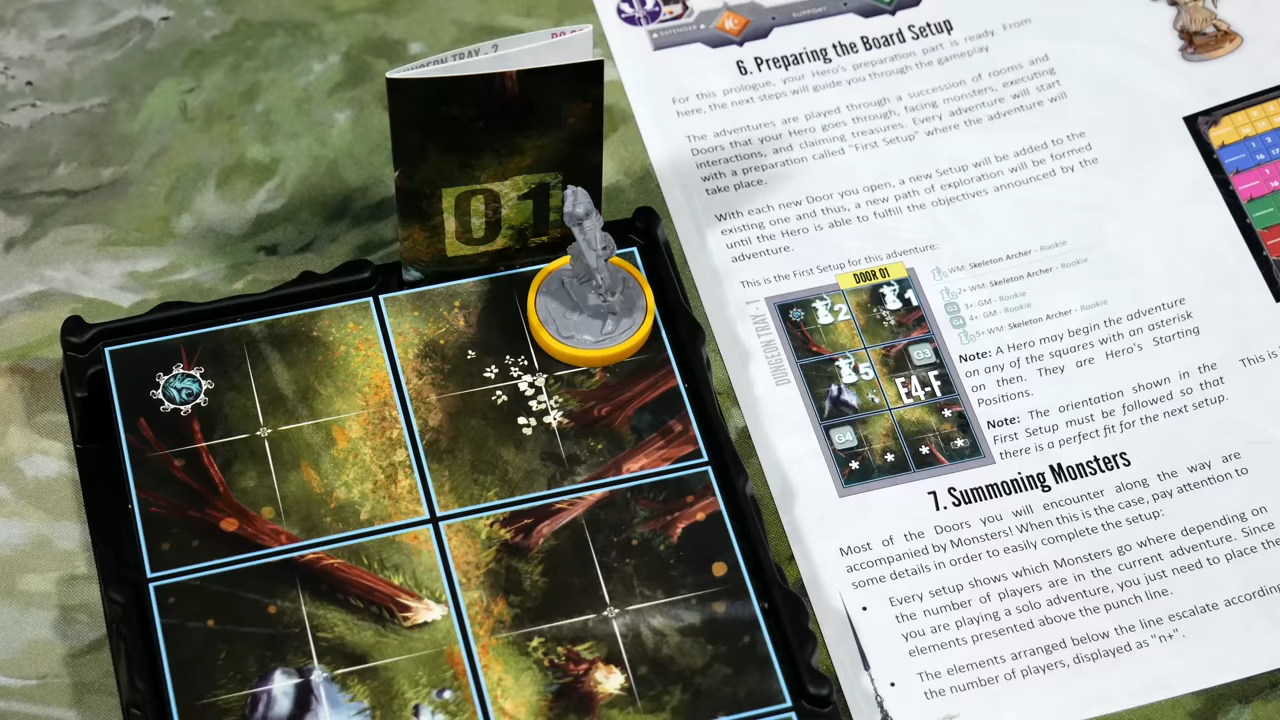 DUNGEON TRAY - 2
01
DEFENDER
SUPPORT
6. Preparing the Board Setup
For this prologue, your Hero's preparation part is ready. From
here, the next steps will guide you through the gameplay.
The adventures are played through a succession of rooms and
Doors that your Hero goes through, facing monsters, executing
interactions, and claiming treasures. Every adventure will start
with a preparation called "First Setup" where the adventure will
take place.
With each new Door you open, a new Setup will be added to the
existing one and thus, a new path of exploration will be formed
until the Hero is able to fulfill the objectives announced by the
adventure.
This is the First Setup for this adventure:
DUNGEON TRAY - 1
DOOR 01
2
1
5
G3
E4-F
G4
* * * *
*
WM: Skeleton Archer - Rookie
2+ WM: Skeleton Archer - Rookie
G3 3+: GM - Rookie
G4 4+: GM - Rookie
5+ WM: Skeleton Archer - Rookie
Note: A Hero may begin the adventure
on any of the squares with an asterisk
on then. They are Hero's Starting
Positions.
Note: The orientation shown in the
First Setup must be followed so that
there is a perfect fit for the next setup.
This is
7. Summoning Monsters
Most of the Doors you will encounter along the way are
accompanied by Monsters! When this is the case, pay attention to
some details in order to easily complete the setup:
• Every setup shows which Monsters go where depending on
the number of players are in the current adventure. Since
you are playing a solo adventure, you just need to place the
elements presented above the punch line.
• The elements arranged below the line escalate according
the number of players, displayed as "n+".